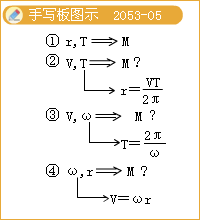 手写板图示 2053-05
① r,T⟹M
② V,T⟹M?
r=VT/2π
③ V,ω⟹ M?
T=2π/ω
④ ω,r⟹M?
V=ωr